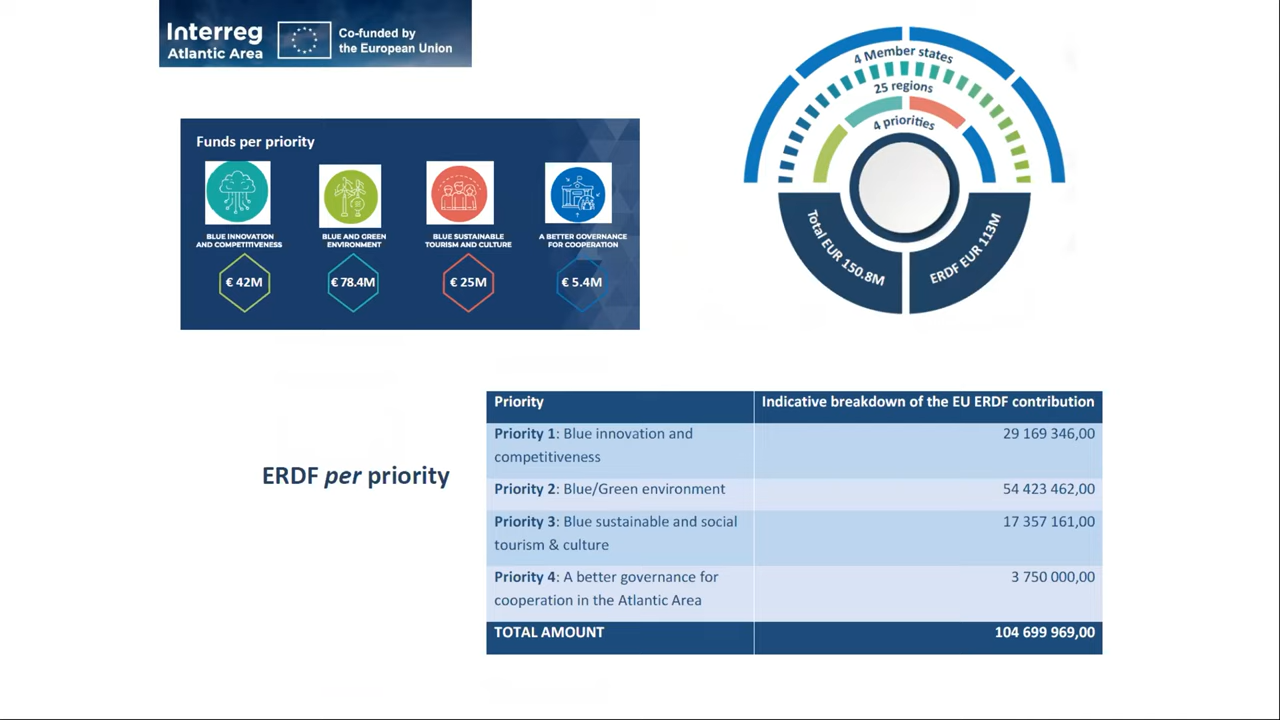 Interreg
Atlantic Area
Co-funded by
the European Union
4 Member states
25 regions
4 priorities
Total EUR 150.8M
ERDF EUR 113M
Funds per priority
BLUE INNOVATION
AND COMPETITIVENESS
BLUE AND GREEN
ENVIRONMENT
BLUE SUSTAINABLE
TOURISM AND CULTURE
A BETTER GOVERNANCE
FOR COOPERATION
€ 42M
€ 78.4M
€ 25M
€ 5.4M
ERDF per priority
Priority
Indicative breakdown of the EU ERDF contribution
Priority 1: Blue innovation and
competitiveness
29 169 346,00
Priority 2: Blue/Green environment
54 423 462,00
Priority 3: Blue sustainable and social
tourism & culture
17 357 161,00
Priority 4: A better governance for
cooperation in the Atlantic Area
3 750 000,00
TOTAL AMOUNT
104 699 969,00